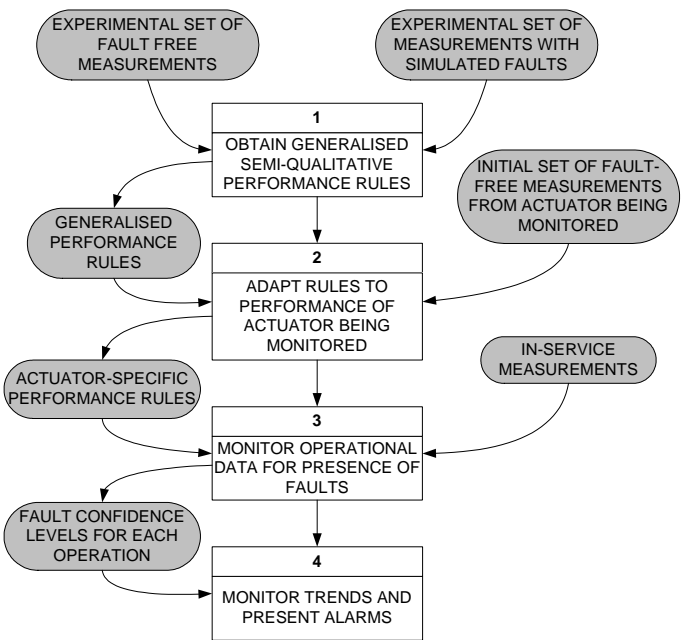 EXPERIMENTAL SET OF
FAULT FREE
MEASUREMENTS
EXPERIMENTAL SET OF
MEASUREMENTS WITH
SIMULATED FAULTS
1
OBTAIN GENERALISED
SEMI-QUALITATIVE
PERFORMANCE RULES
INITIAL SET OF FAULT-
FREE MEASUREMENTS
FROM ACTUATOR BEING
MONITORED
GENERALISED
PERFORMANCE
RULES
2
ADAPT RULES TO
PERFORMANCE OF
ACTUATOR BEING
MONITORED
IN-SERVICE
MEASUREMENTS
ACTUATOR-SPECIFIC
PERFORMANCE RULES
3
MONITOR OPERATIONAL
DATA FOR PRESENCE OF
FAULTS
FAULT CONFIDENCE
LEVELS FOR EACH
OPERATION
4
MONITOR TRENDS AND
PRESENT ALARMS